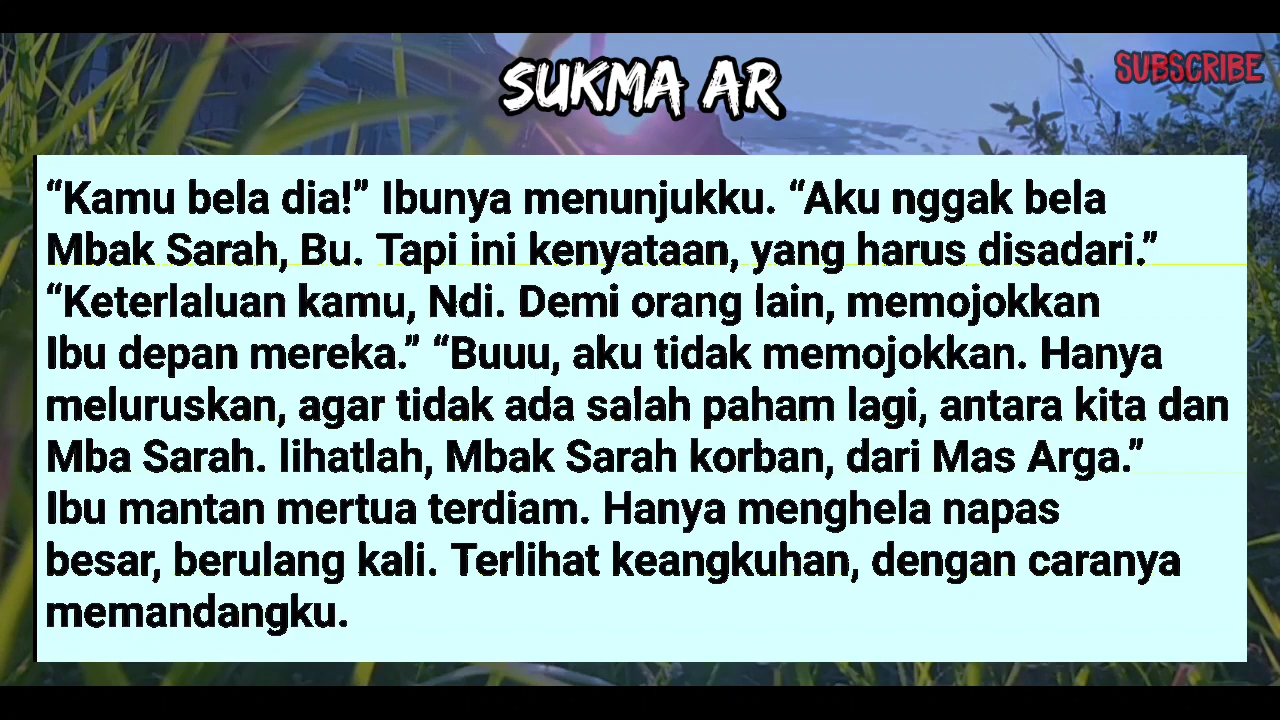 SUKMA AR
SUBSCRIBE
“Kamu bela dia!” Ibunya menunjukku. “Aku nggak bela
Mbak Sarah, Bu. Tapi ini kenyataan, yang harus disadari.”
“Keterlaluan kamu, Ndi. Demi orang lain, memojokkan
Ibu depan mereka.” “Buuu, aku tidak memojokkan. Hanya
meluruskan, agar tidak ada salah paham lagi, antara kita dan
Mba Sarah. lihatlah, Mbak Sarah korban, dari Mas Arga.”
Ibu mantan mertua terdiam. Hanya menghela napas
besar, berulang kali. Terlihat keangkuhan, dengan caranya
memandangku.